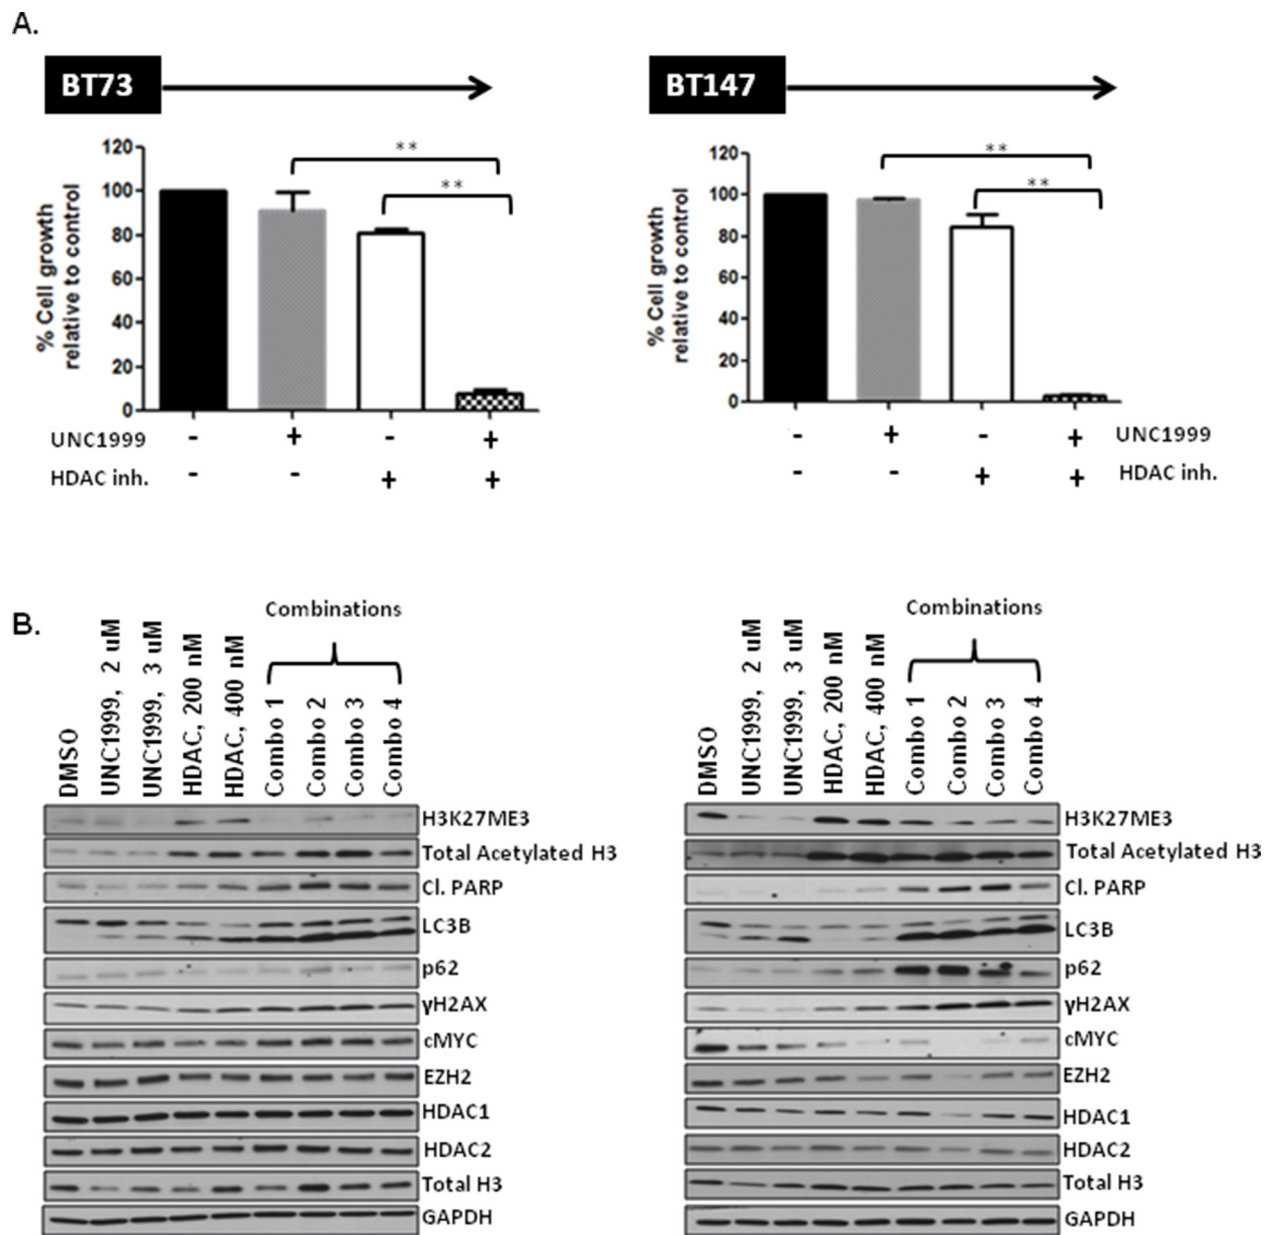 A.
BT73
BT147
% Cell growth
relative to control
120
100
80
60
40
20
0
**
**
UNC1999 - + - +
HDAC inh. - - + +
% Cell growth
relative to control
120
100
80
60
40
20
0
**
**
- + - + UNC1999
- - + + HDAC inh.
B.
Combinations
DMSO
UNC1999, 2 uM
UNC1999, 3 uM
HDAC, 200 nM
HDAC, 400 nM
Combo 1
Combo 2
Combo 3
Combo 4
H3K27ME3
Total Acetylated H3
Cl. PARP
LC3B
p62
γH2AX
cMYC
EZH2
HDAC1
HDAC2
Total H3
GAPDH
Combinations
DMSO
UNC1999, 2 uM
UNC1999, 3 uM
HDAC, 200 nM
HDAC, 400 nM
Combo 1
Combo 2
Combo 3
Combo 4
H3K27ME3
Total Acetylated H3
Cl. PARP
LC3B
p62
γH2AX
cMYC
EZH2
HDAC1
HDAC2
Total H3
GAPDH